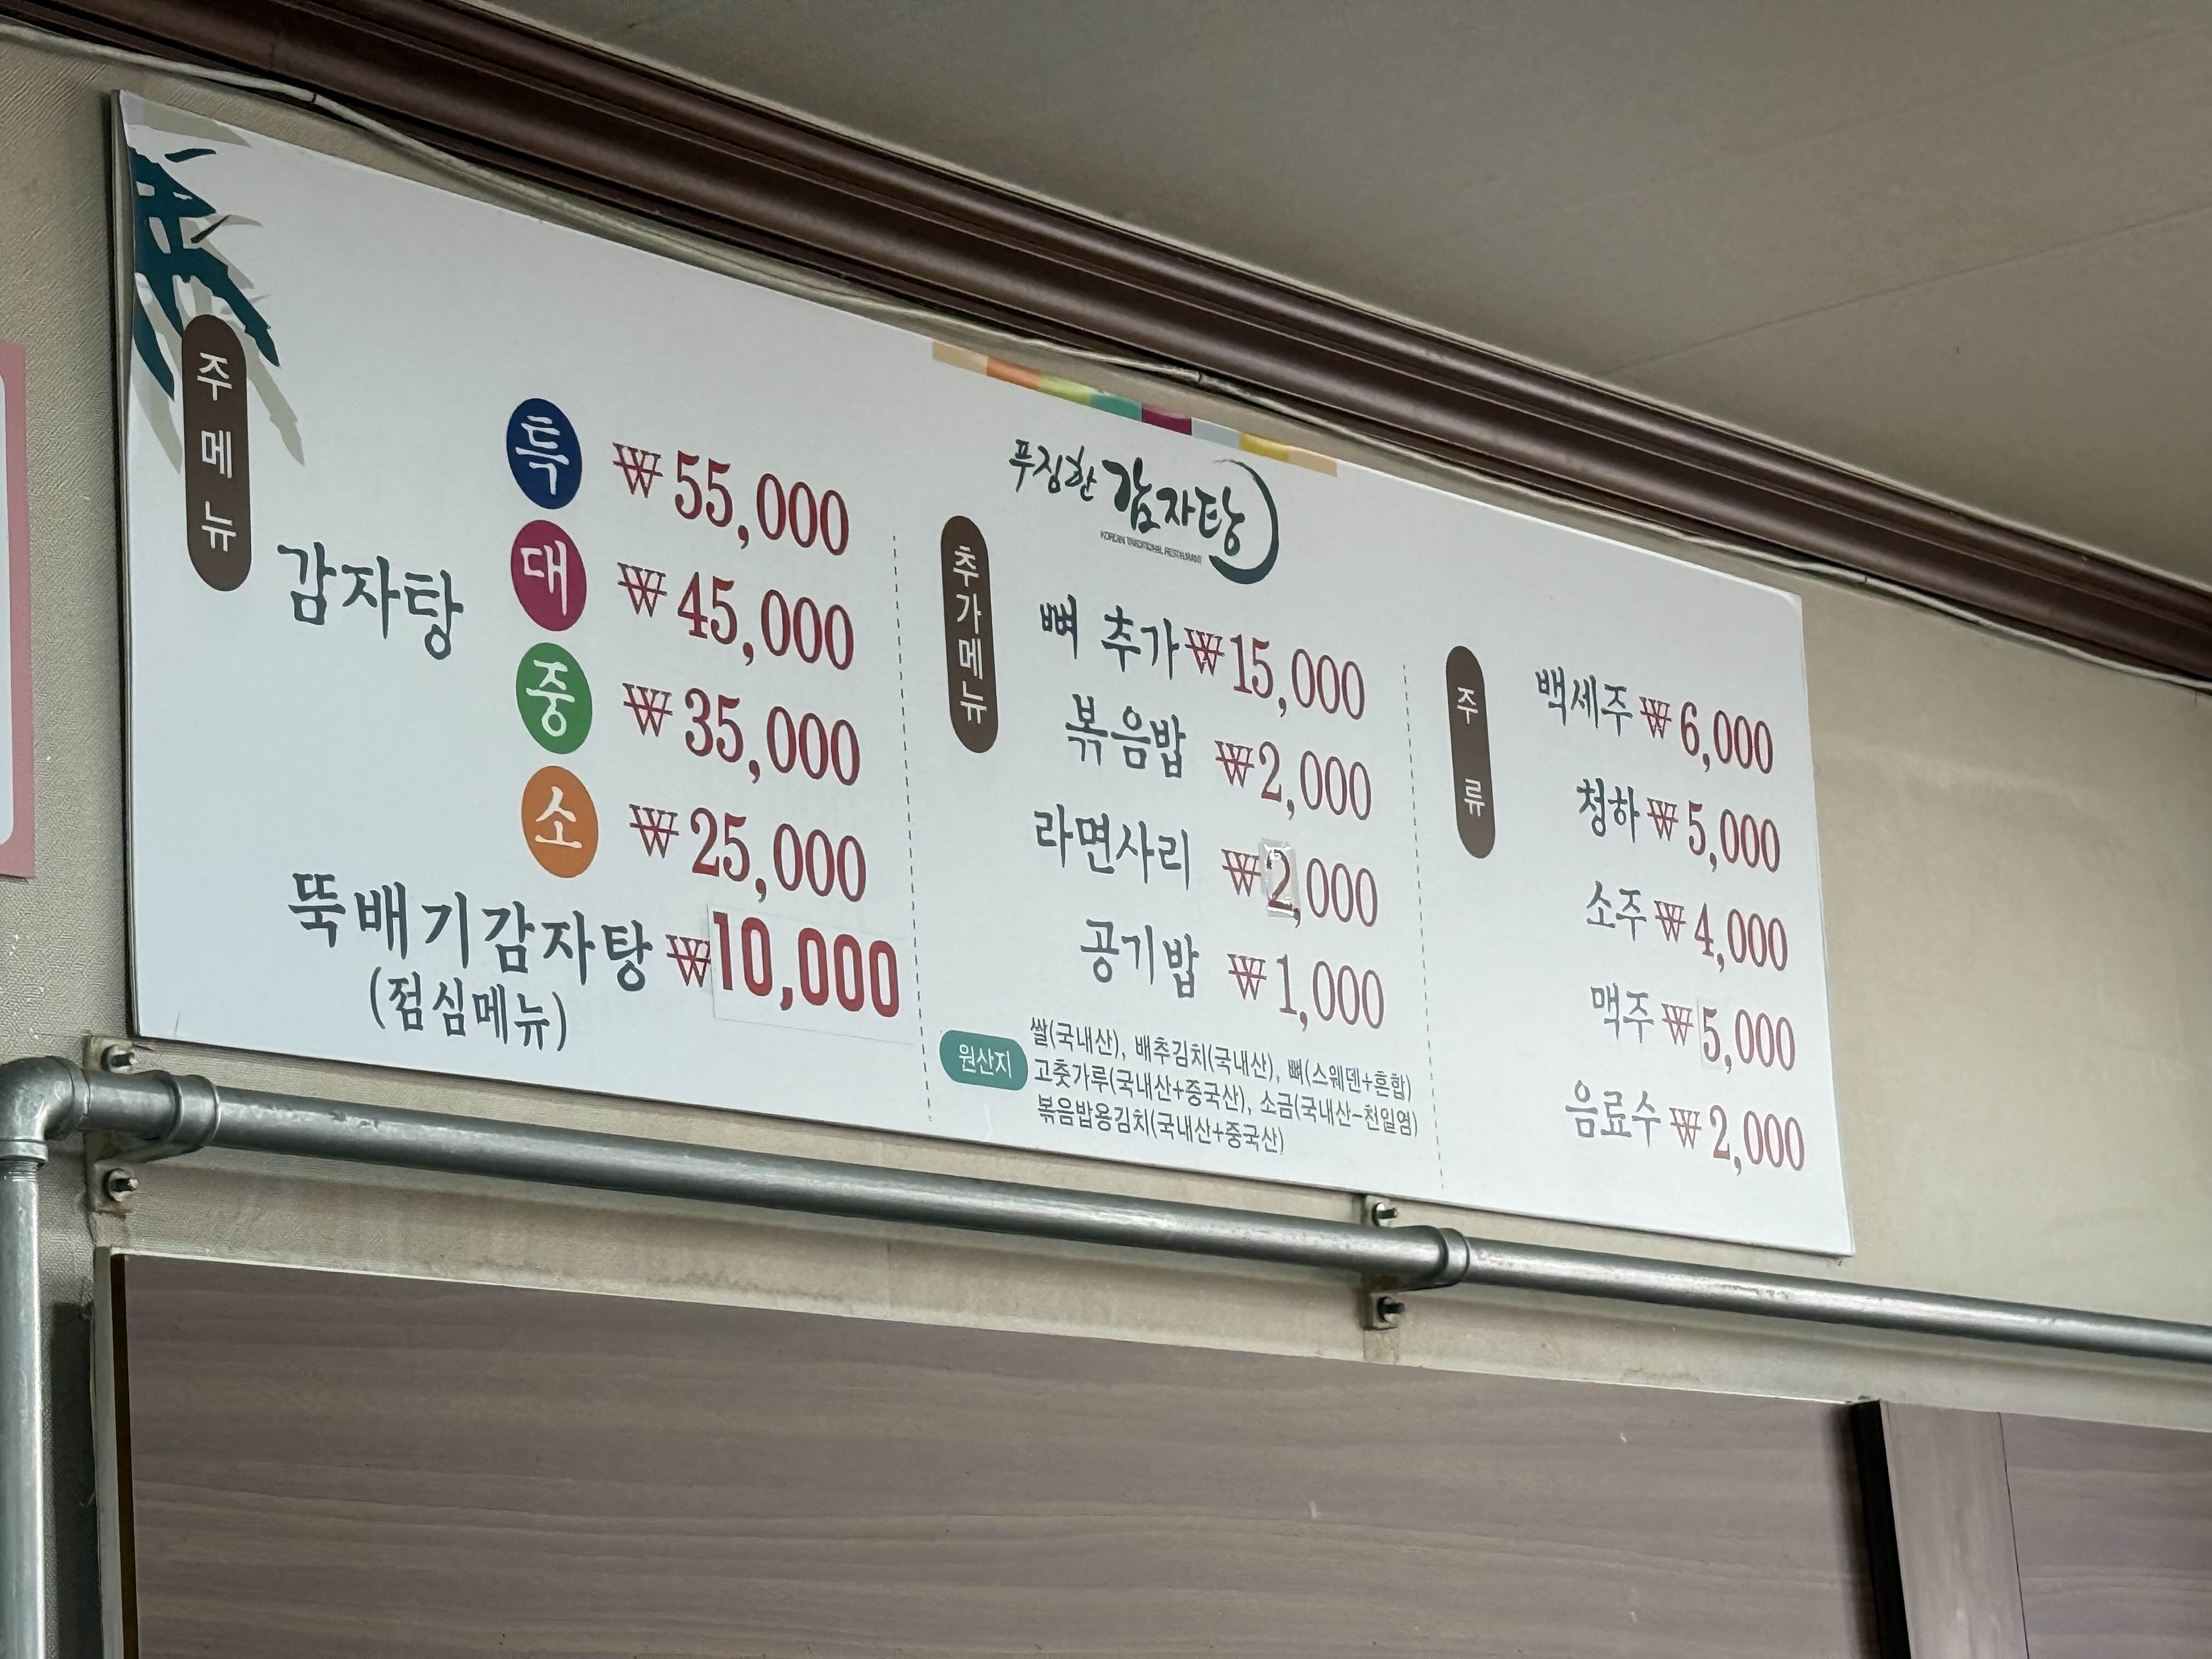 주메뉴
감자탕
특 ₩55,000
대 ₩45,000
중 ₩35,000
소 ₩25,000
뚝배기감자탕 ₩10,000
(점심메뉴)
푸짐한 감자탕
KOREAN TRADITIONAL RESTAURANT
추가메뉴
뼈 추가 ₩15,000
볶음밥 ₩2,000
라면사리 ₩2,000
공기밥 ₩1,000
원산지
쌀(국내산), 배추김치(국내산), 뼈(스웨덴+혼합)
고춧가루(국내산+중국산), 소금(국내산-천일염)
볶음밥용김치(국내산+중국산)
주류
백세주 ₩6,000
청하 ₩5,000
소주 ₩4,000
맥주 ₩5,000
음료수 ₩2,000